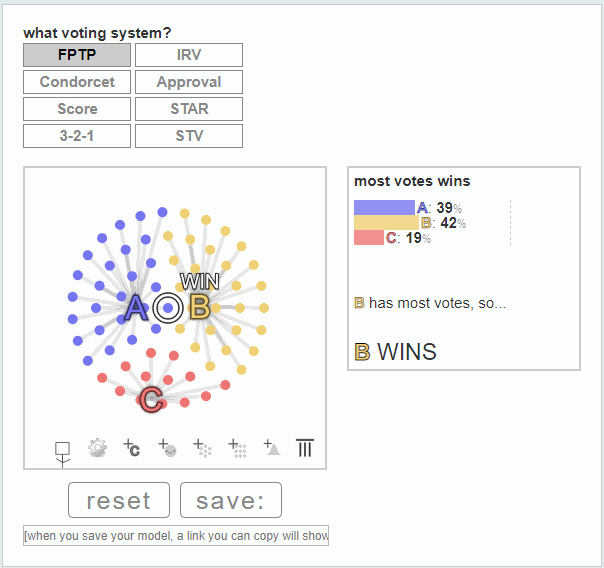 what voting system?
FPTP IRV
Condorcet Approval
Score STAR
3-2-1 STV
most votes wins
A: 39%
B: 42%
C: 19%
WIN
A B
B has most votes, so...
B WINS
C
+C + + + +
reset save:
[when you save your model, a link you can copy will show